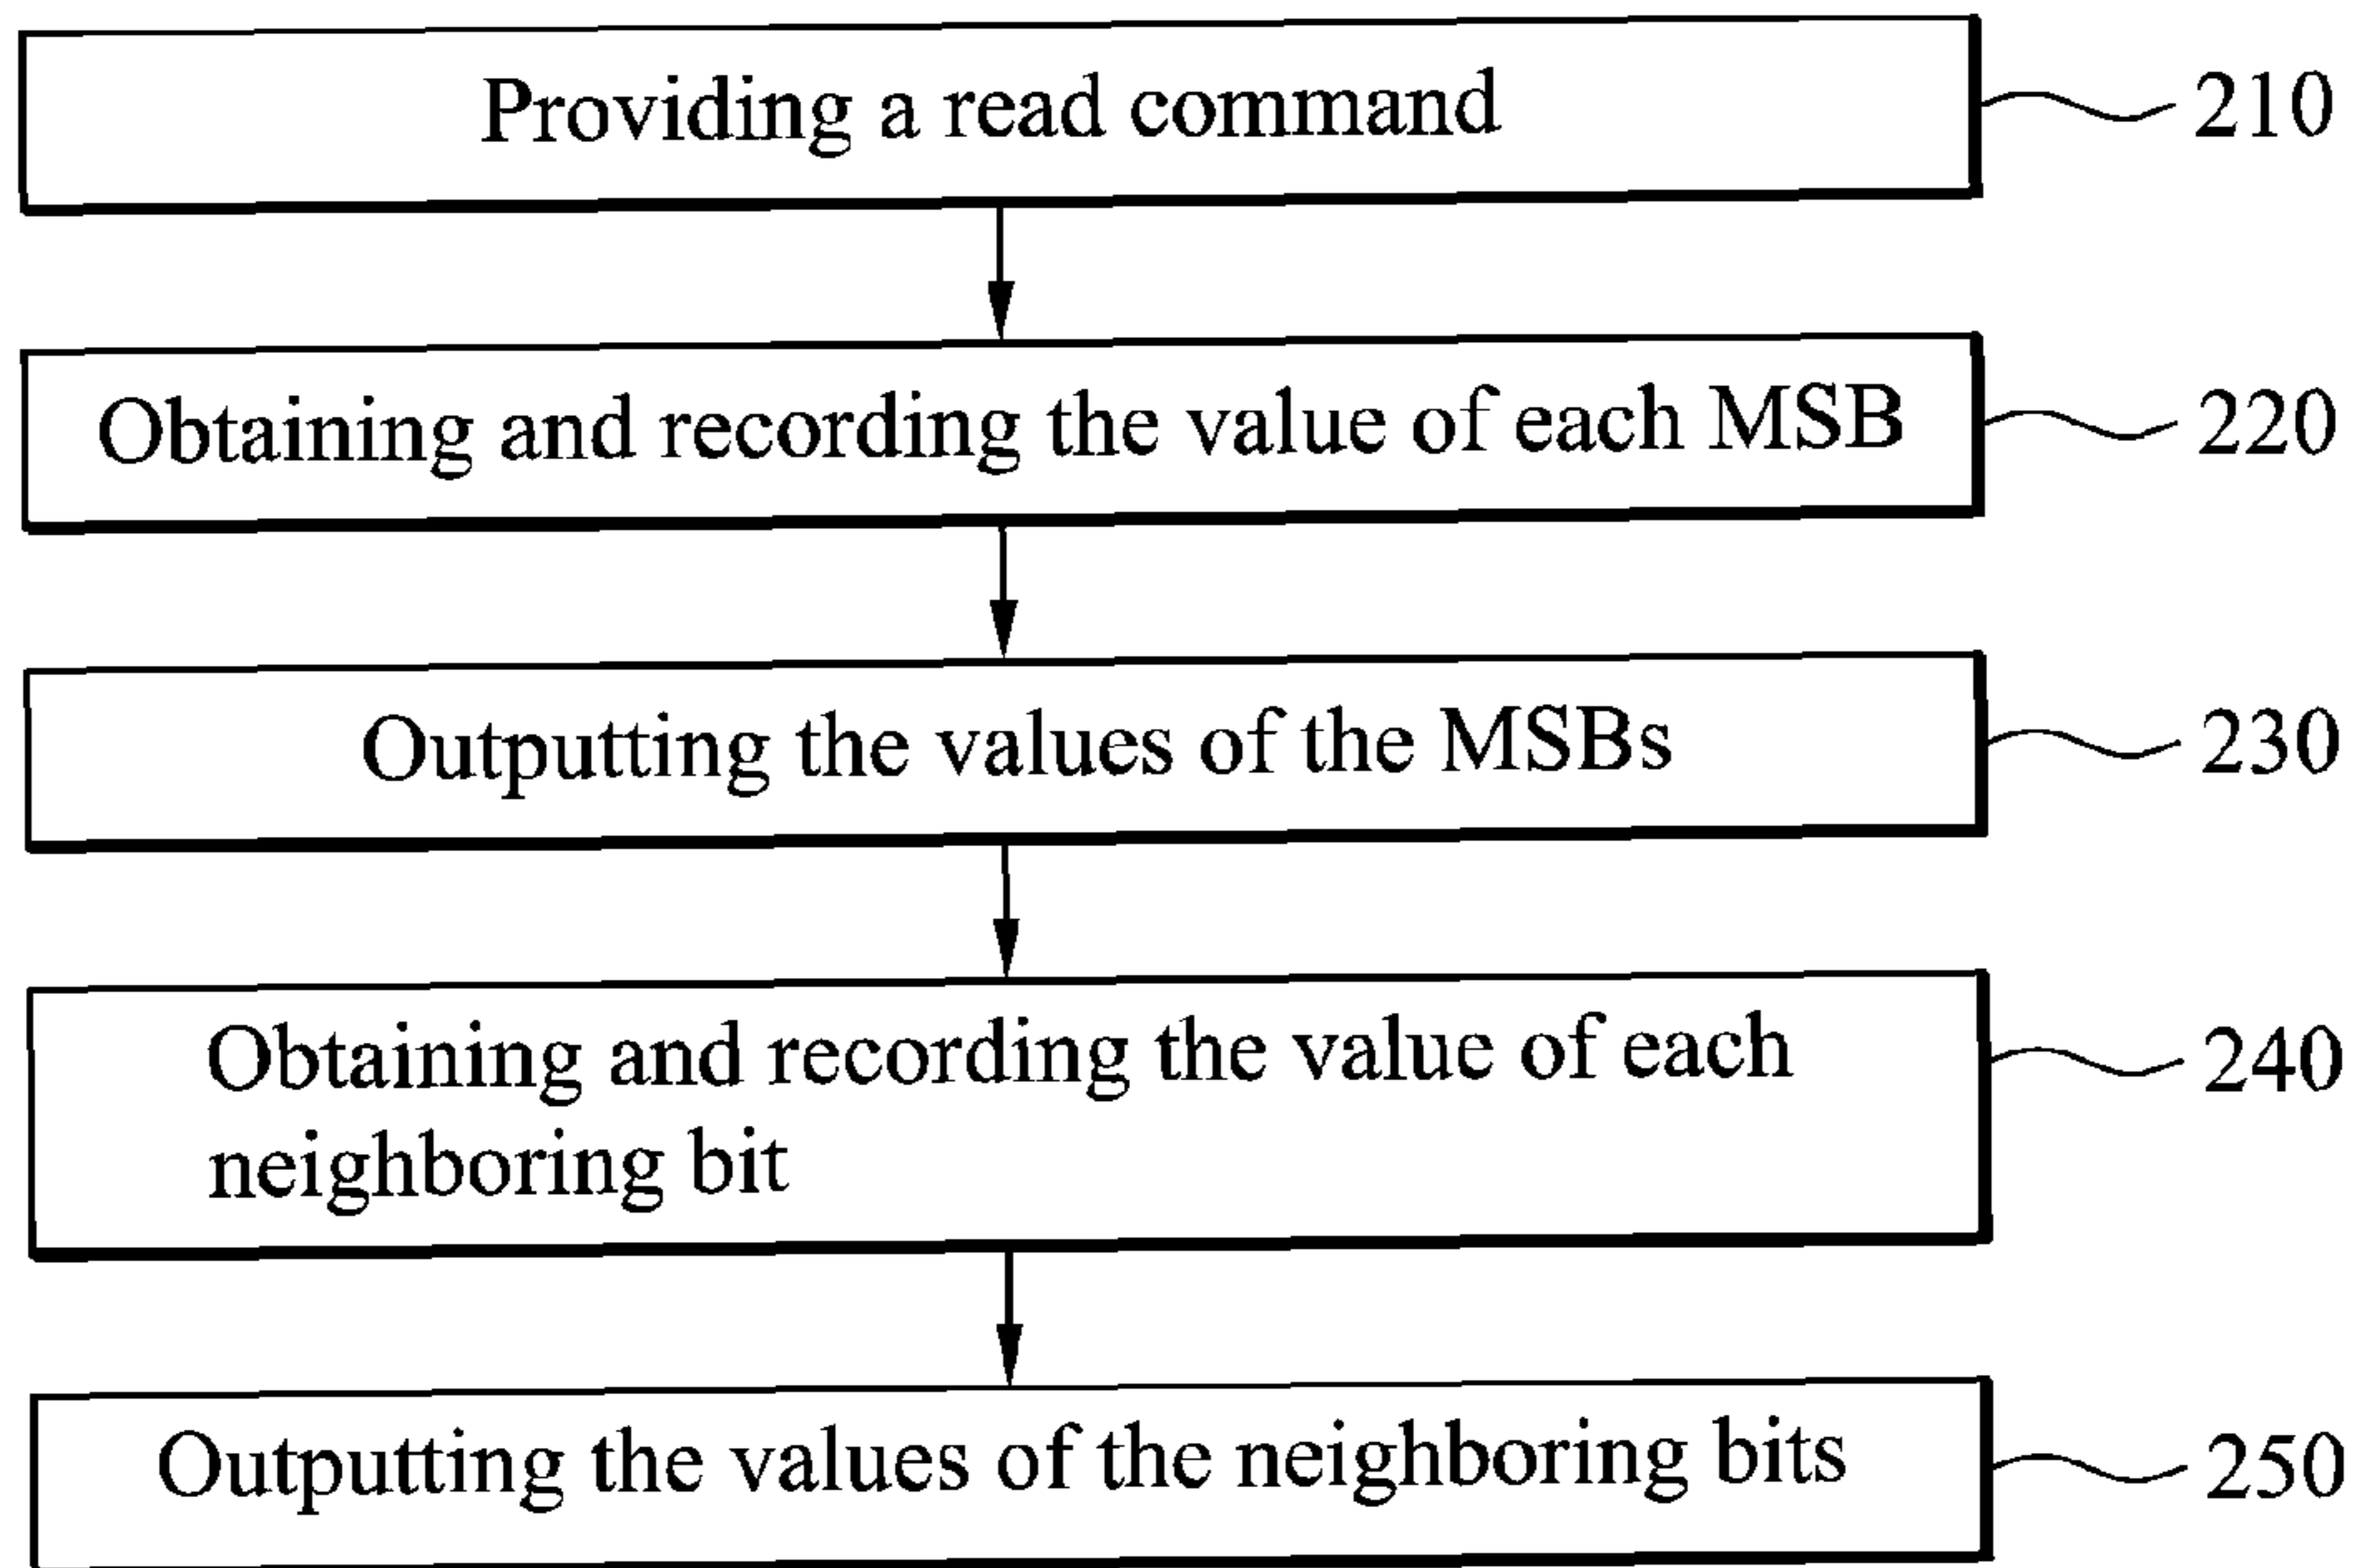 Providing a read command
210
Obtaining and recording the value of each MSB
220
Outputting the values of the MSBs
230
Obtaining and recording the value of each
neighboring bit
240
Outputting the values of the neighboring bits
250